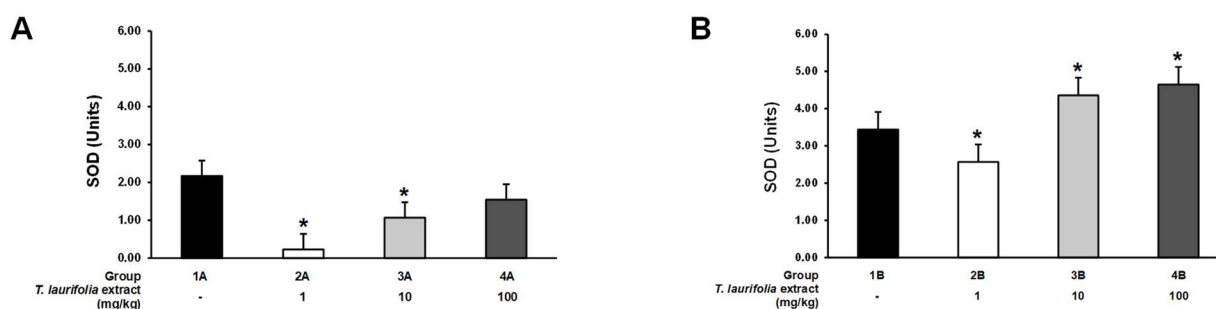 A
SOD (Units)
6.00
5.00
4.00
3.00
2.00
1.00
0.00
*
*
Group 1A 2A 3A 4A
T. laurifolia extract
(mg/kg) - 1 10 100
B
SOD (Units)
6.00
5.00
4.00
3.00
2.00
1.00
0.00
*
*
*
Group 1B 2B 3B 4B
T. laurifolia extract
(mg/kg) - 1 10 100